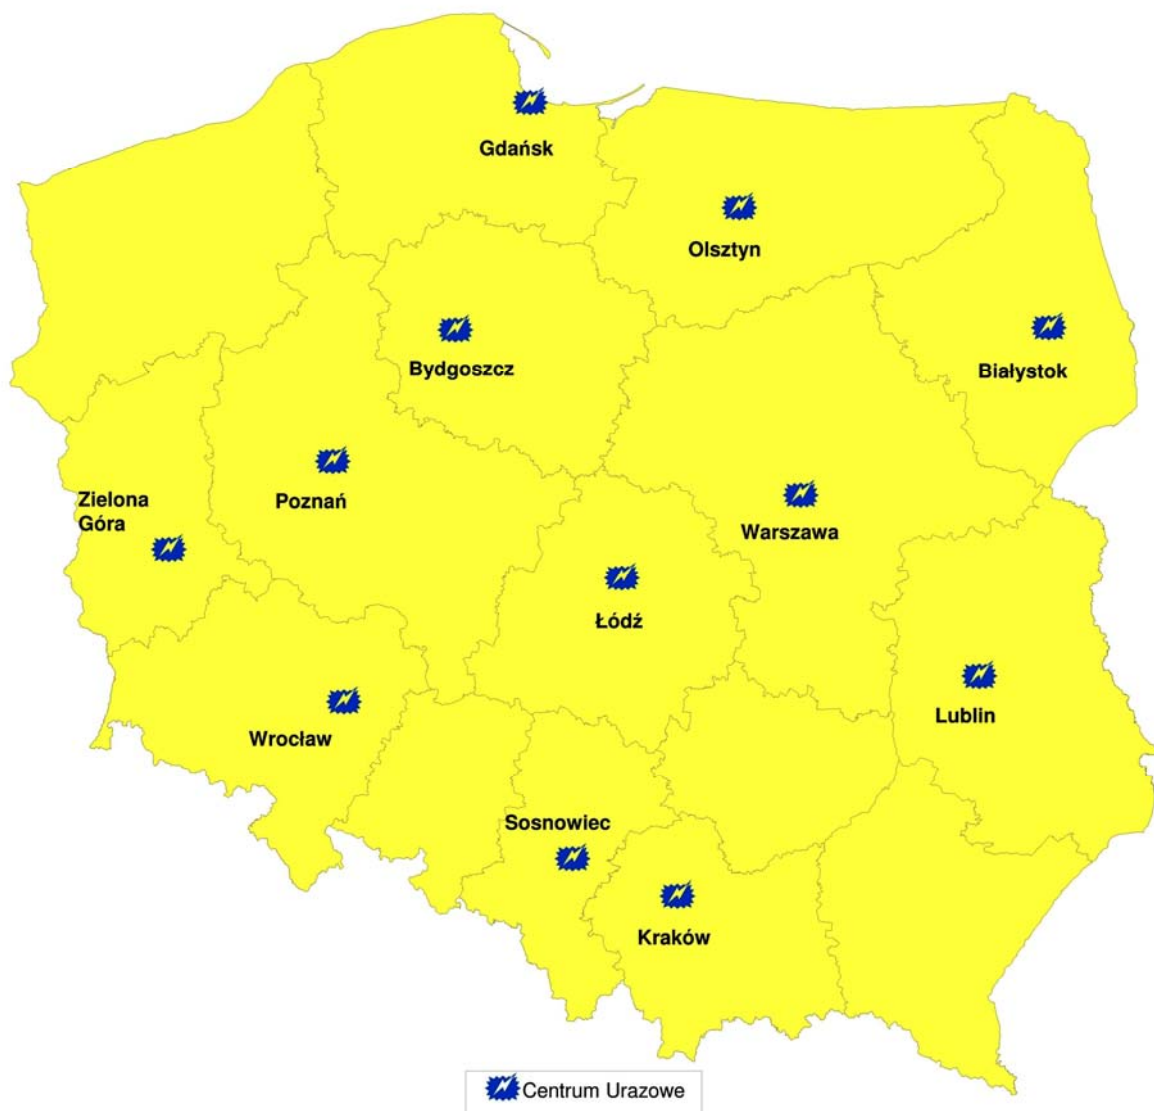 Gdańsk
Olsztyn
Bydgoszcz
Białystok
Zielona
Góra
Poznań
Warszawa
Łódź
Lublin
Wrocław
Sosnowiec
Kraków
Centrum Urazowe